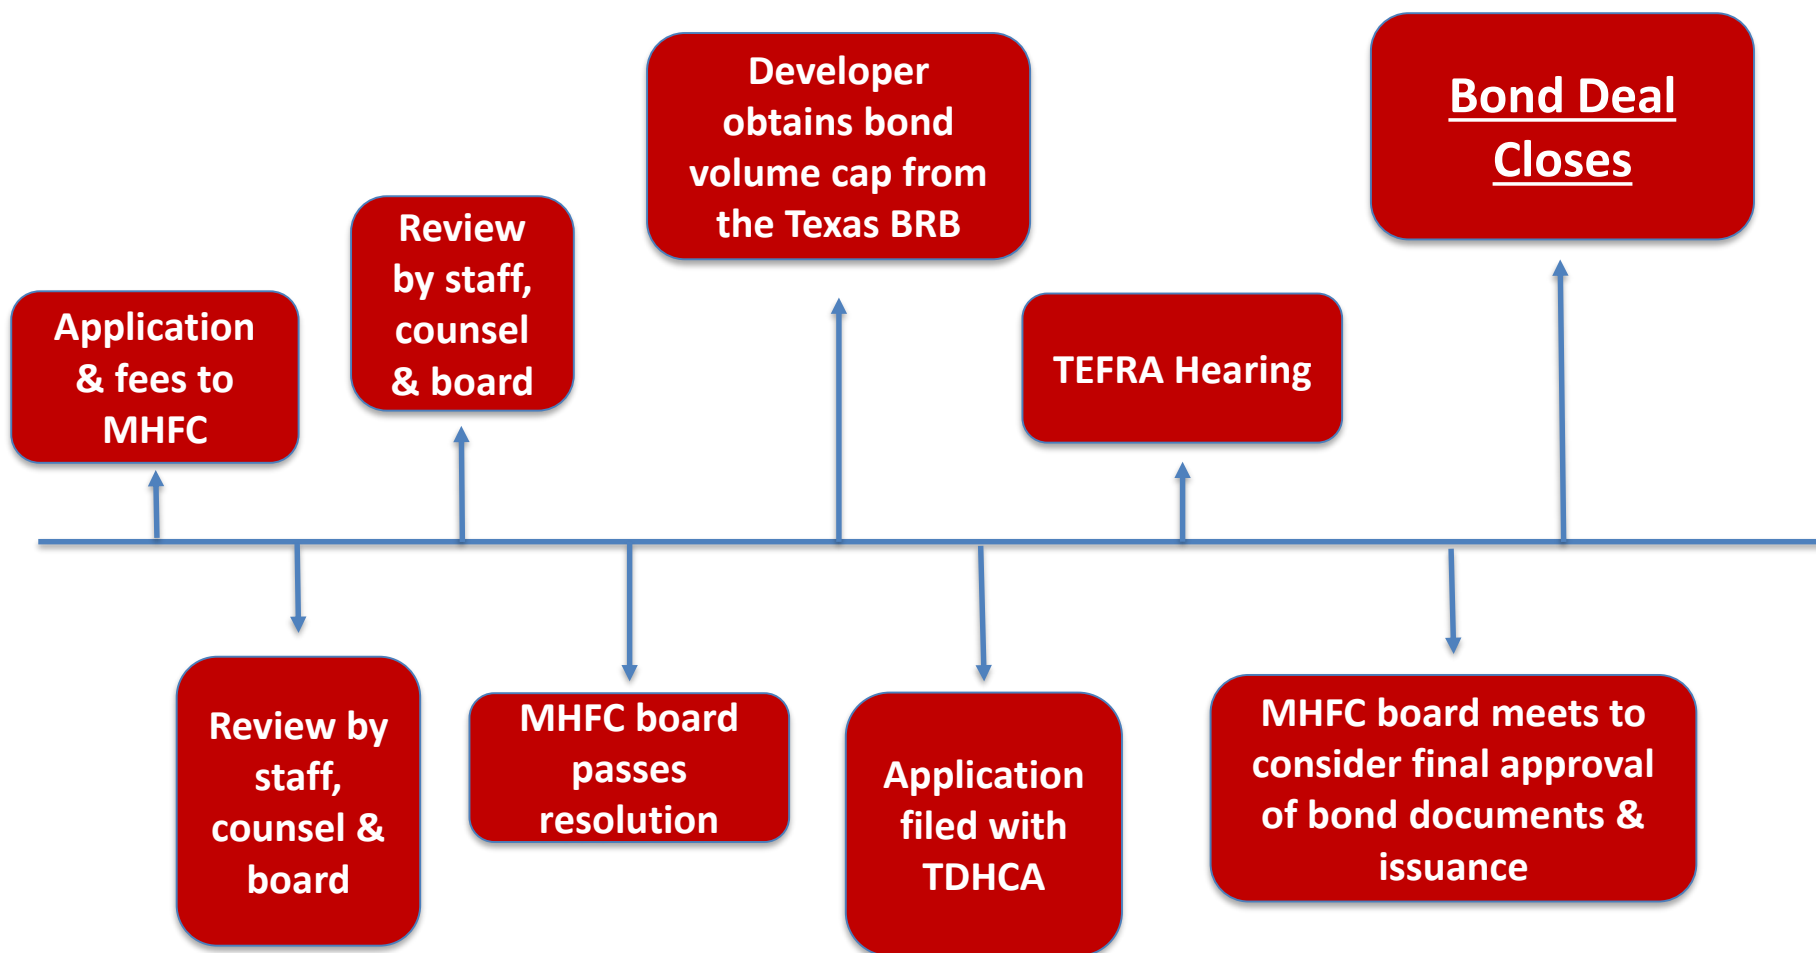 Application
& fees to
MHFC
Review by
staff,
counsel &
board
Review
by staff,
counsel
& board
MHFC board
passes
resolution
Developer
obtains bond
volume cap from
the Texas BRB
Application
filed with
TDHCA
TEFRA Hearing
MHFC board meets to
consider final approval
of bond documents &
issuance
Bond Deal
Closes